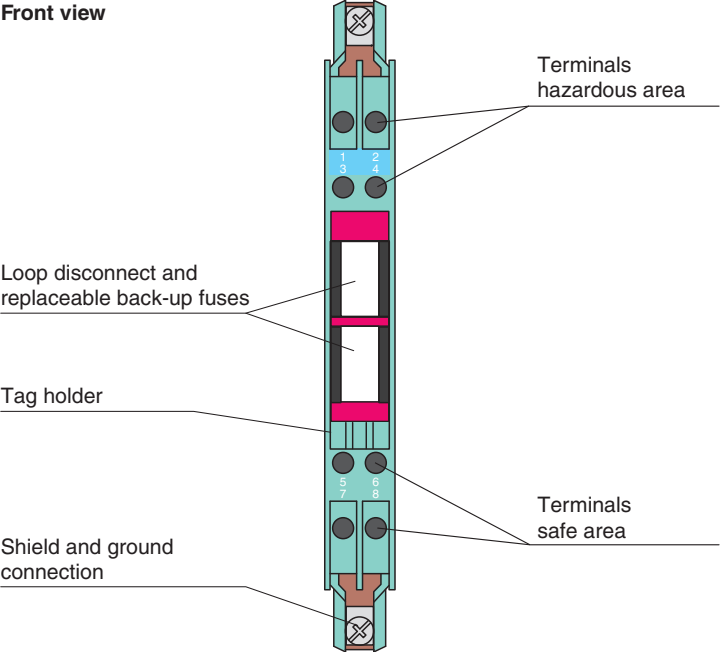 Front view
Terminals
hazardous area
1 2
3 4
Loop disconnect and
replaceable back-up fuses
Tag holder
5 6
7 8
Terminals
safe area
Shield and ground
connection